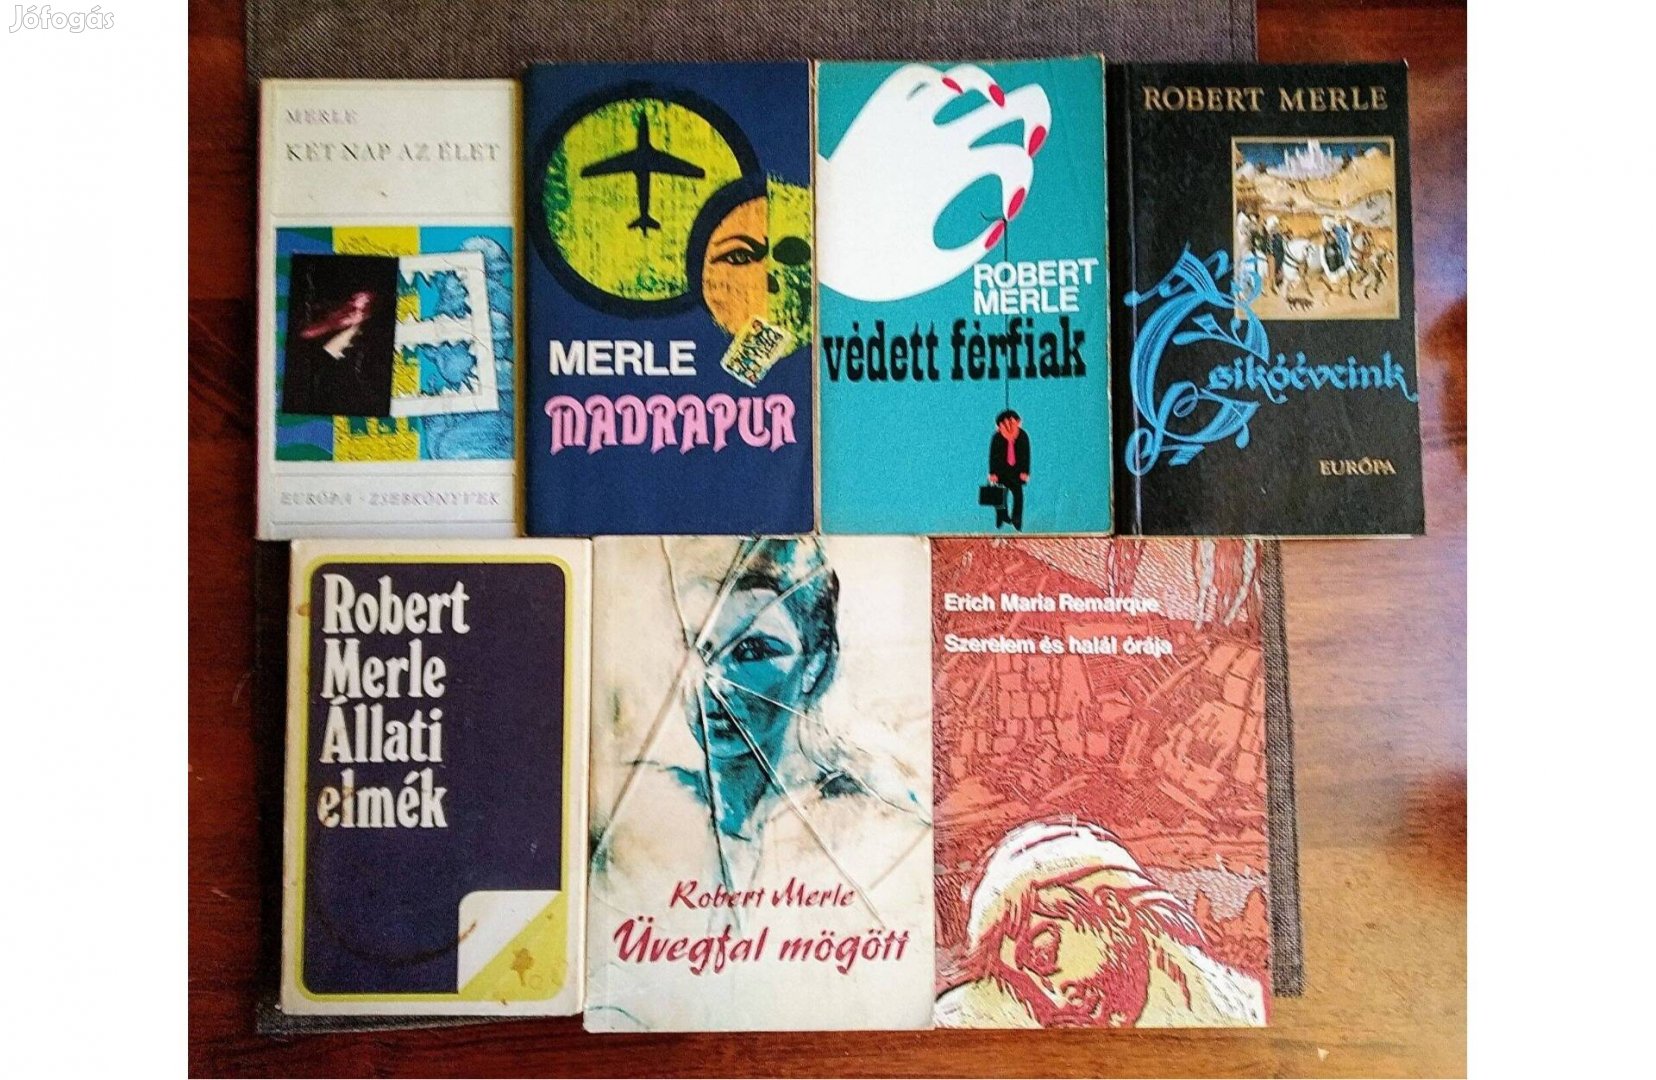 Jófogás
MERLE
KÉT NAP AZ ÉLET
EURÓPA · ZSEBKÖNYVEK
MERLE
MADRAPUR
ROBERT
MERLE
védett férfiak
ROBERT MERLE
Csikóéveink
EURÓPA
Robert
Merle
Állati
elmék
Robert Merle
Üvegfal mögött
Erich Maria Remarque
Szerelem és halál órája